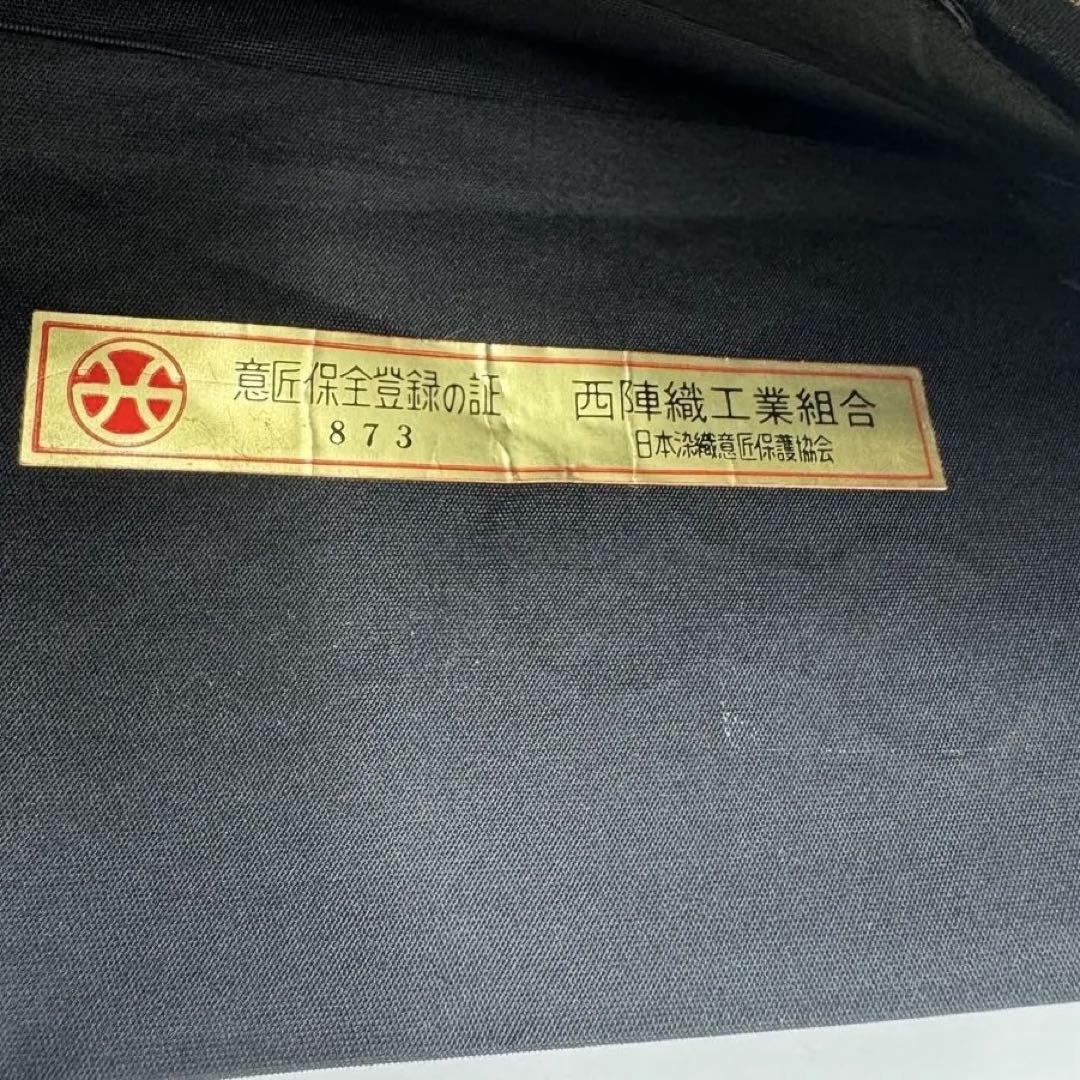 意匠保全登録の証
873
西陣織工業組合
日本染織意匠保護協会